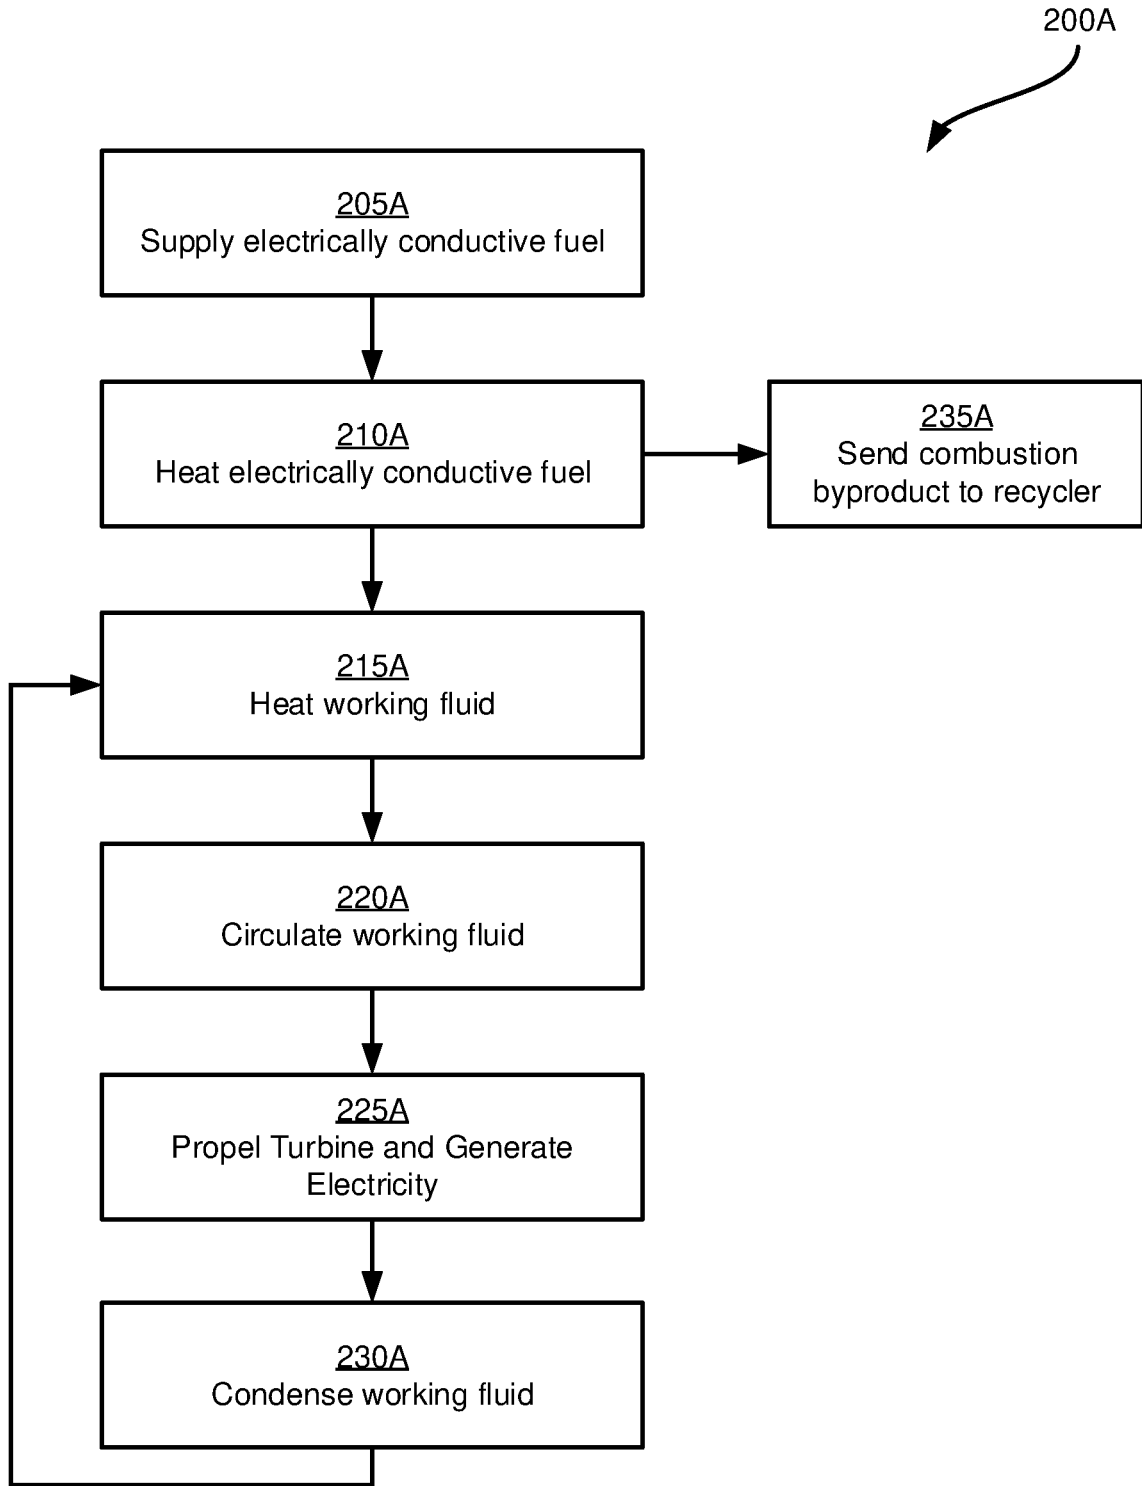 200A
205A
Supply electrically conductive fuel
210A
Heat electrically conductive fuel
235A
Send combustion
byproduct to recycler
215A
Heat working fluid
220A
Circulate working fluid
225A
Propel Turbine and Generate
Electricity
230A
Condense working fluid